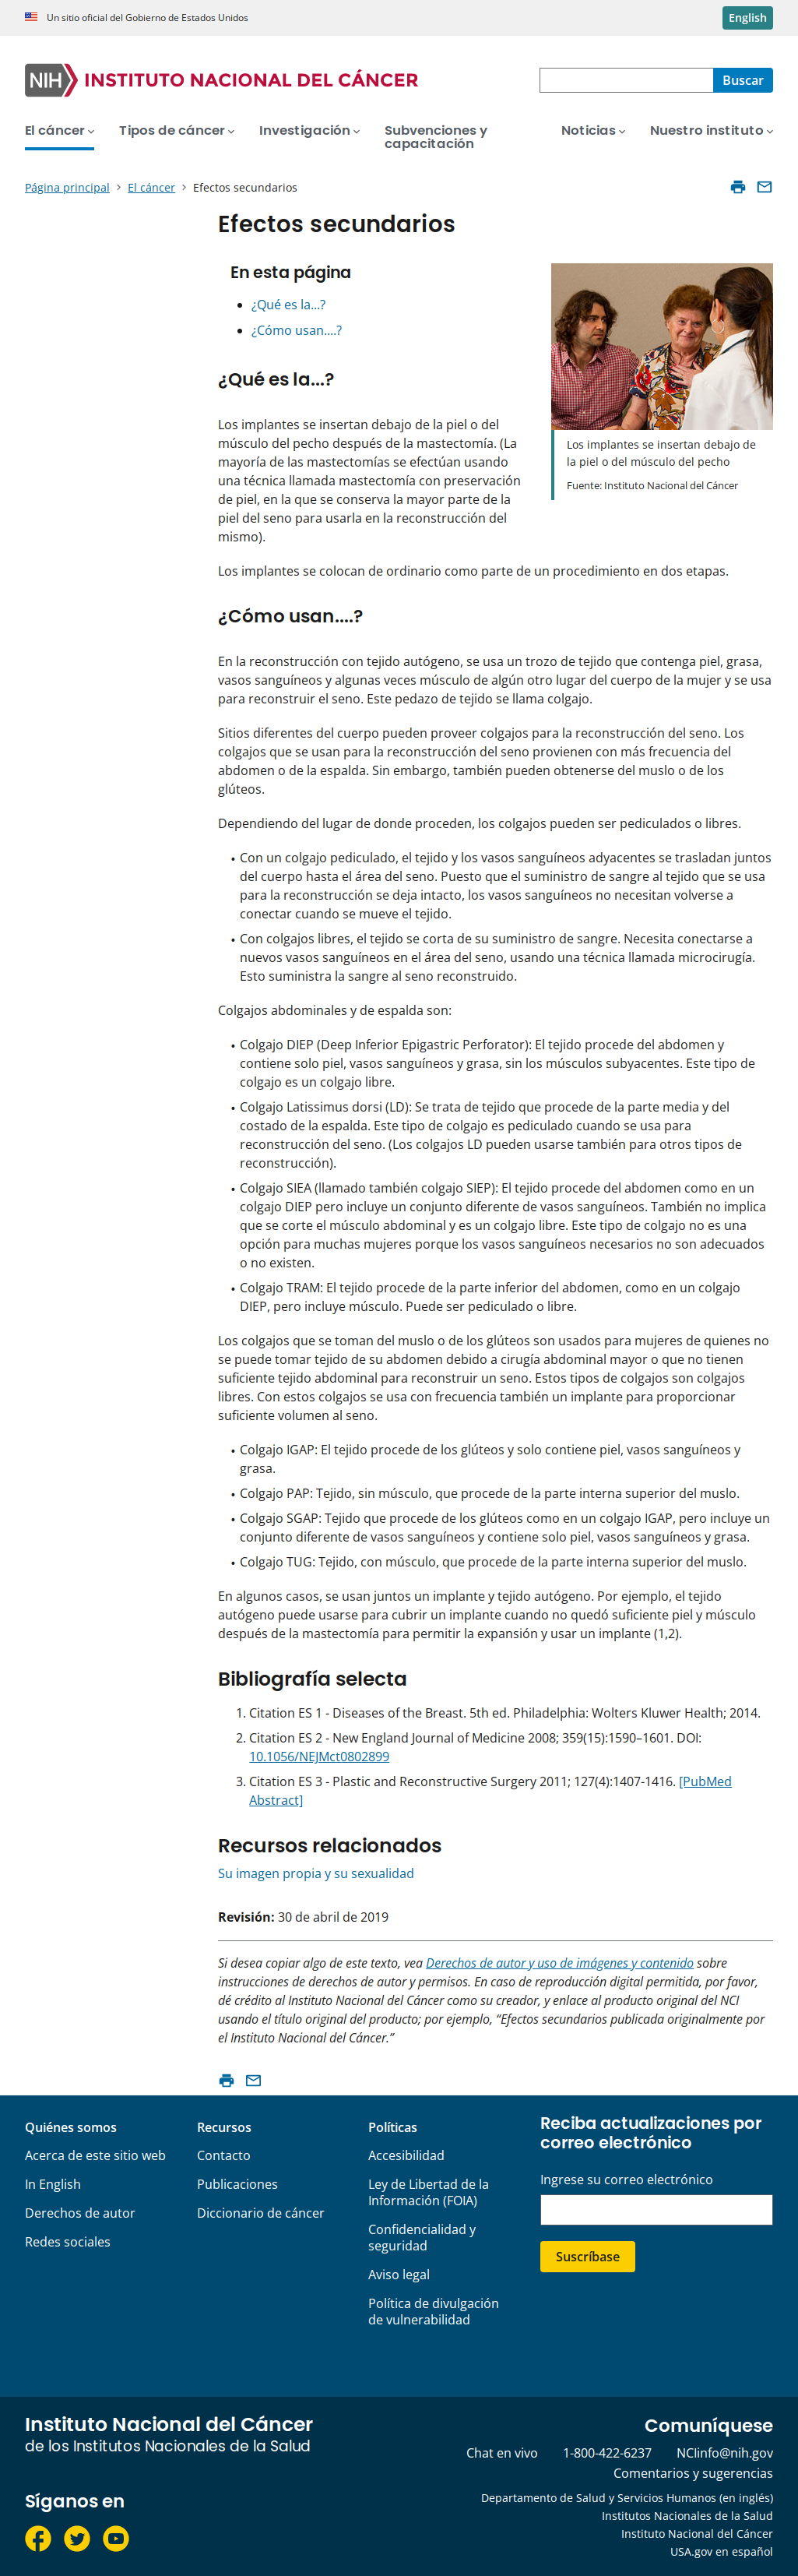 Un sitio oficial del Gobierno de Estados Unidos
English
NIH INSTITUTO NACIONAL DEL CÁNCER
Buscar
El cáncer
Tipos de cáncer
Investigación
Subvenciones y
capacitación
Noticias
Nuestro instituto
Página principal
El cáncer
Efectos secundarios
Efectos secundarios
En esta página
¿Qué es la...?
¿Cómo usan....?
¿Qué es la...?
Los implantes se insertan debajo de la piel o del
músculo del pecho después de la mastectomía. (La
mayoría de las mastectomías se efectúan usando
una técnica llamada mastectomía con preservación
de piel, en la que se conserva la mayor parte de la
piel del seno para usarla en la reconstrucción del
mismo).
Los implantes se insertan debajo de
la piel o del músculo del pecho
Fuente: Instituto Nacional del Cáncer
Los implantes se colocan de ordinario como parte de un procedimiento en dos etapas.
¿Cómo usan....?
En la reconstrucción con tejido autógeno, se usa un trozo de tejido que contenga piel, grasa,
vasos sanguíneos y algunas veces músculo de algún otro lugar del cuerpo de la mujer y se usa
para reconstruir el seno. Este pedazo de tejido se llama colgajo.
Sitios diferentes del cuerpo pueden proveer colgajos para la reconstrucción del seno. Los
colgajos que se usan para la reconstrucción del seno provienen con más frecuencia del
abdomen o de la espalda. Sin embargo, también pueden obtenerse del muslo o de los
glúteos.
Dependiendo del lugar de donde proceden, los colgajos pueden ser pediculados o libres.
• Con un colgajo pediculado, el tejido y los vasos sanguíneos adyacentes se trasladan juntos
del cuerpo hasta el área del seno. Puesto que el suministro de sangre al tejido que se usa
para la reconstrucción se deja intacto, los vasos sanguíneos no necesitan volverse a
conectar cuando se mueve el tejido.
• Con colgajos libres, el tejido se corta de su suministro de sangre. Necesita conectarse a
nuevos vasos sanguíneos en el área del seno, usando una técnica llamada microcirugía.
Esto suministra la sangre al seno reconstruido.
Colgajos abdominales y de espalda son:
• Colgajo DIEP (Deep Inferior Epigastric Perforator): El tejido procede del abdomen y
contiene solo piel, vasos sanguíneos y grasa, sin los músculos subyacentes. Este tipo de
colgajo es un colgajo libre.
• Colgajo Latissimus dorsi (LD): Se trata de tejido que procede de la parte media y del
costado de la espalda. Este tipo de colgajo es pediculado cuando se usa para
reconstrucción del seno. (Los colgajos LD pueden usarse también para otros tipos de
reconstrucción).
• Colgajo SIEA (llamado también colgajo SIEP): El tejido procede del abdomen como en un
colgajo DIEP pero incluye un conjunto diferente de vasos sanguíneos. También no implica
que se corte el músculo abdominal y es un colgajo libre. Este tipo de colgajo no es una
opción para muchas mujeres porque los vasos sanguíneos necesarios no son adecuados
o no existen.
• Colgajo TRAM: El tejido procede de la parte inferior del abdomen, como en un colgajo
DIEP, pero incluye músculo. Puede ser pediculado o libre.
Los colgajos que se toman del muslo o de los glúteos son usados para mujeres de quienes no
se puede tomar tejido de su abdomen debido a cirugía abdominal mayor o que no tienen
suficiente tejido abdominal para reconstruir un seno. Estos tipos de colgajos son colgajos
libres. Con estos colgajos se usa con frecuencia también un implante para proporcionar
suficiente volumen al seno.
• Colgajo IGAP: El tejido procede de los glúteos y solo contiene piel, vasos sanguíneos y
grasa.
• Colgajo PAP: Tejido, sin músculo, que procede de la parte interna superior del muslo.
• Colgajo SGAP: Tejido que procede de los glúteos como en un colgajo IGAP, pero incluye un
conjunto diferente de vasos sanguíneos y contiene solo piel, vasos sanguíneos y grasa.
• Colgajo TUG: Tejido, con músculo, que procede de la parte interna superior del muslo.
En algunos casos, se usan juntos un implante y tejido autógeno. Por ejemplo, el tejido
autógeno puede usarse para cubrir un implante cuando no quedó suficiente piel y músculo
después de la mastectomía para permitir la expansión y usar un implante (1,2).
Bibliografía selecta
1. Citation ES 1 - Diseases of the Breast. 5th ed. Philadelphia: Wolters Kluwer Health; 2014.
2. Citation ES 2 - New England Journal of Medicine 2008; 359(15):1590–1601. DOI:
10.1056/NEJMct0802899
3. Citation ES 3 - Plastic and Reconstructive Surgery 2011; 127(4):1407-1416. [PubMed
Abstract]
Recursos relacionados
Su imagen propia y su sexualidad
Revisión: 30 de abril de 2019
Si desea copiar algo de este texto, vea Derechos de autor y uso de imágenes y contenido sobre
instrucciones de derechos de autor y permisos. En caso de reproducción digital permitida, por favor,
dé crédito al Instituto Nacional del Cáncer como su creador, y enlace al producto original del NCI
usando el título original del producto; por ejemplo, “Efectos secundarios publicada originalmente por
el Instituto Nacional del Cáncer.”
Quiénes somos
Acerca de este sitio web
In English
Derechos de autor
Redes sociales
Recursos
Contacto
Publicaciones
Diccionario de cáncer
Políticas
Accesibilidad
Ley de Libertad de la
Información (FOIA)
Confidencialidad y
seguridad
Aviso legal
Política de divulgación
de vulnerabilidad
Reciba actualizaciones por
correo electrónico
Ingrese su correo electrónico
Suscríbase
Instituto Nacional del Cáncer
de los Institutos Nacionales de la Salud
Síganos en
Comuníquese
Chat en vivo
1-800-422-6237
NCIinfo@nih.gov
Comentarios y sugerencias
Departamento de Salud y Servicios Humanos (en inglés)
Institutos Nacionales de la Salud
Instituto Nacional del Cáncer
USA.gov en español